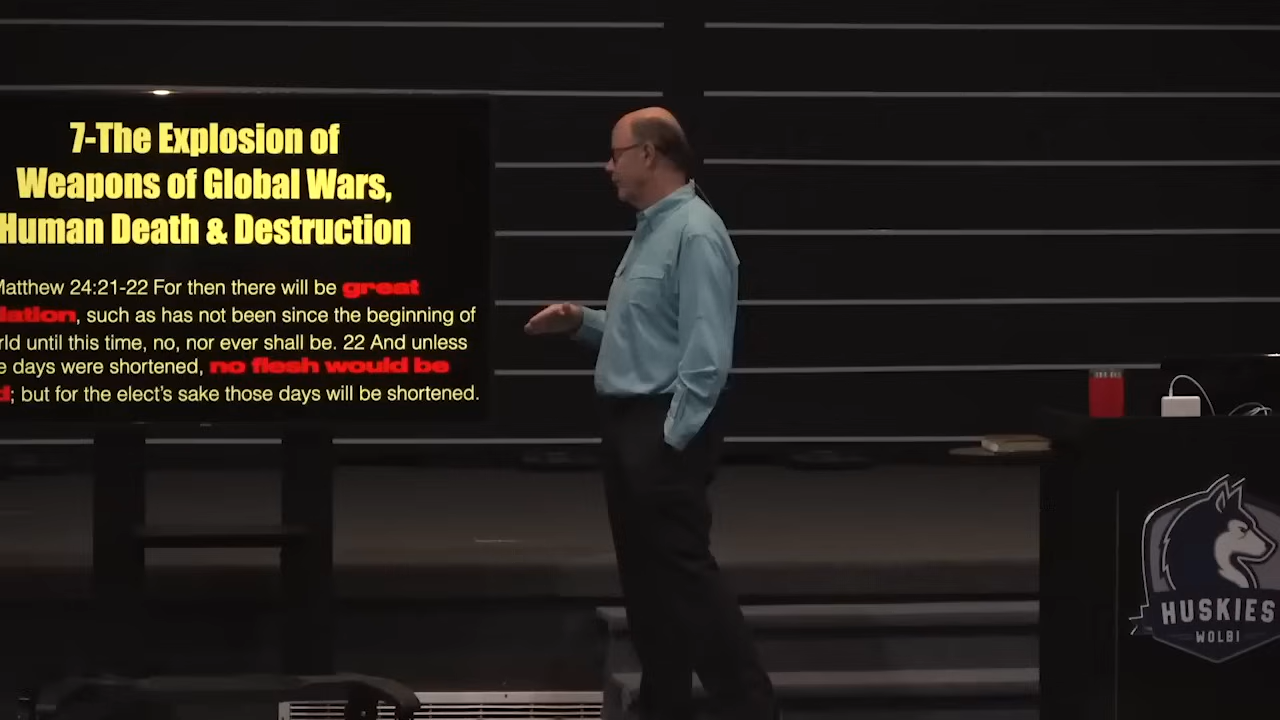 7-The Explosion of
Weapons of Global Wars,
Human Death & Destruction
Matthew 24:21-22 For then there will be great
lation, such as has not been since the beginning of
rld until this time, no, nor ever shall be. 22 And unless
e days were shortened, no flesh would be
d; but for the elect's sake those days will be shortened.
HUSKIES
WOLBI